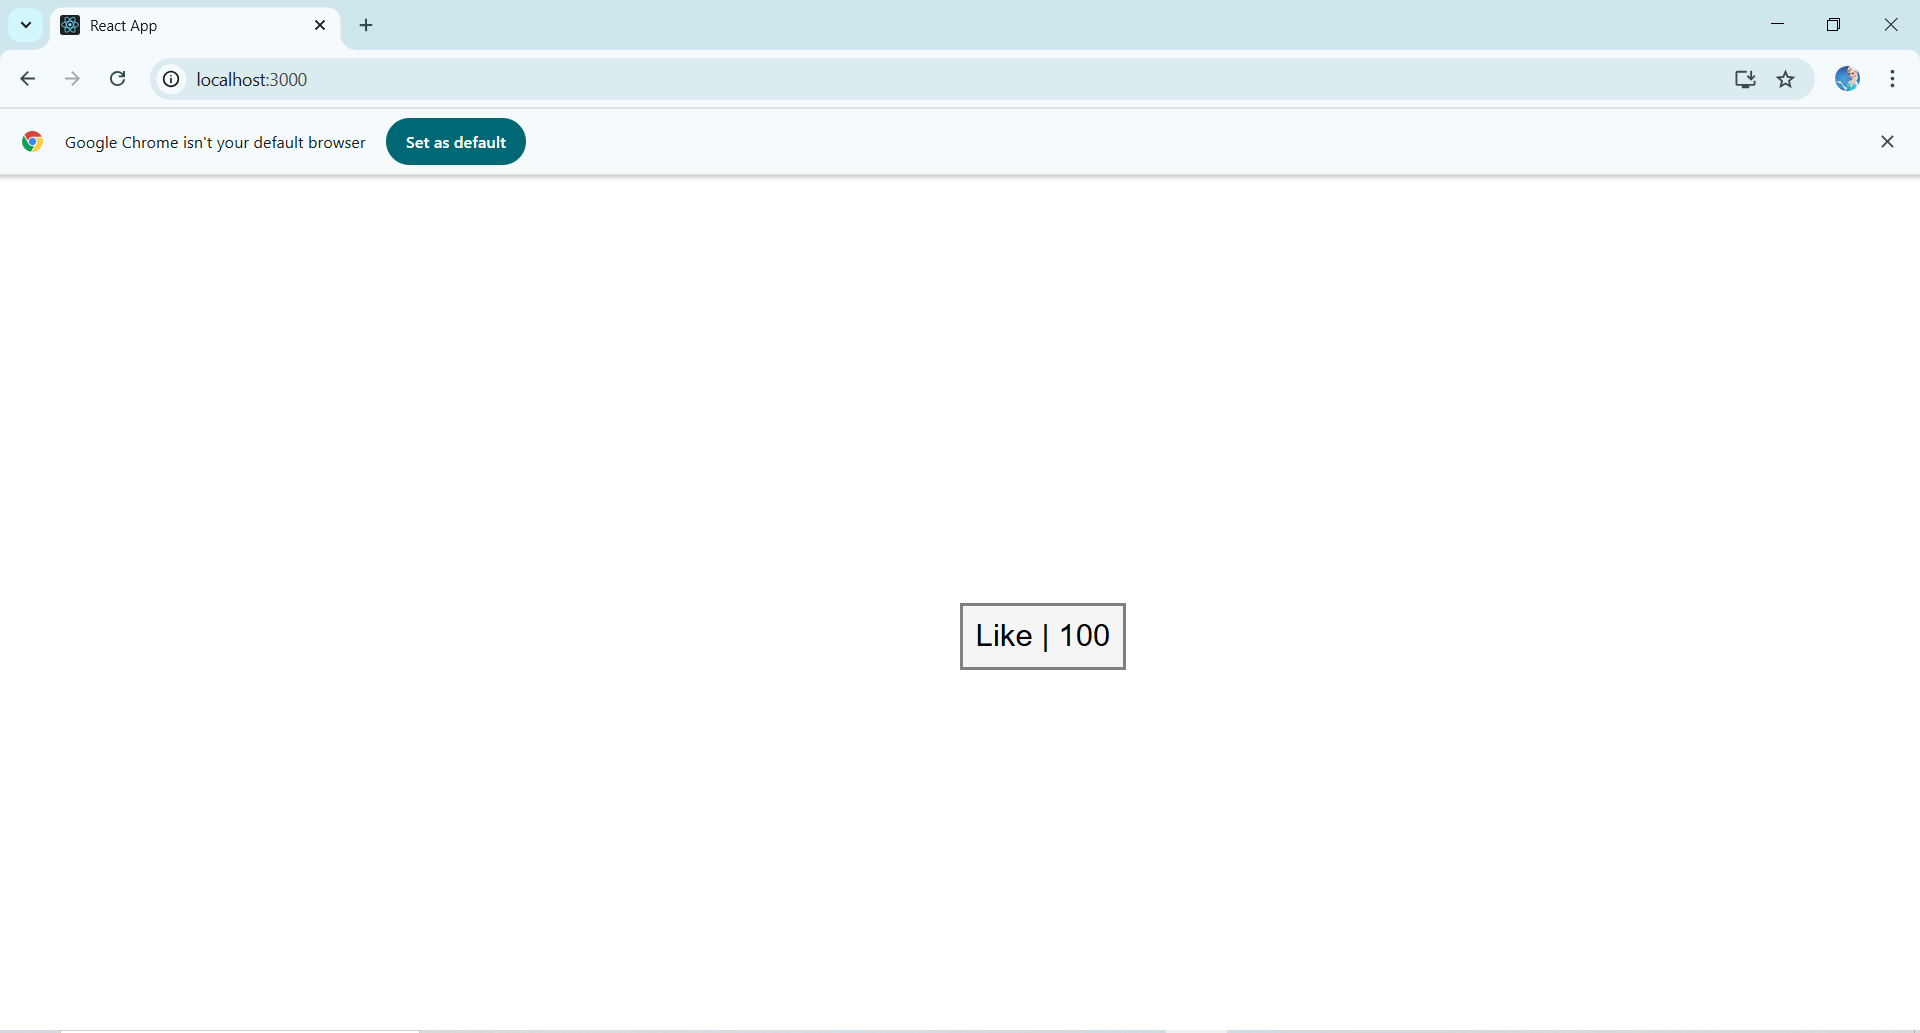 React App
localhost:3000
Google Chrome isn't your default browser Set as default
Like | 100